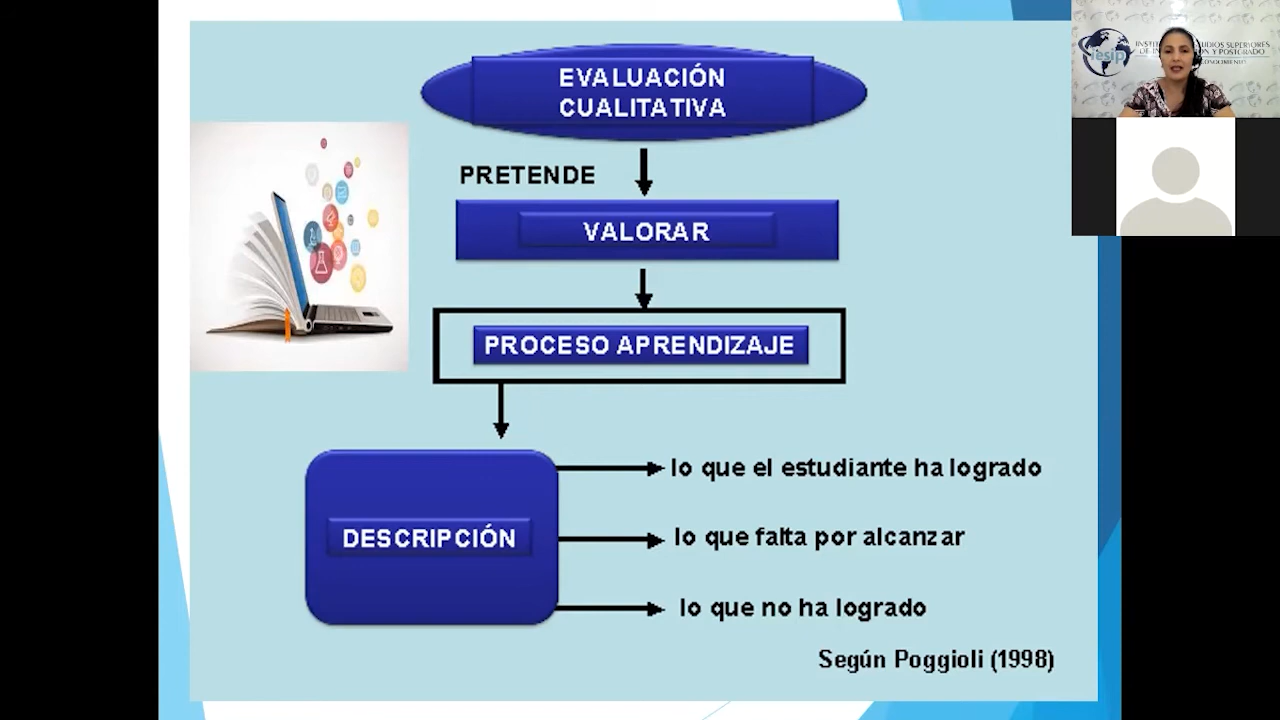 EVALUACIÓN
CUALITATIVA
PRETENDE
VALORAR
PROCESO APRENDIZAJE
DESCRIPCIÓN
lo que el estudiante ha logrado
lo que falta por alcanzar
lo que no ha logrado
Según Poggioli (1998)
iesip